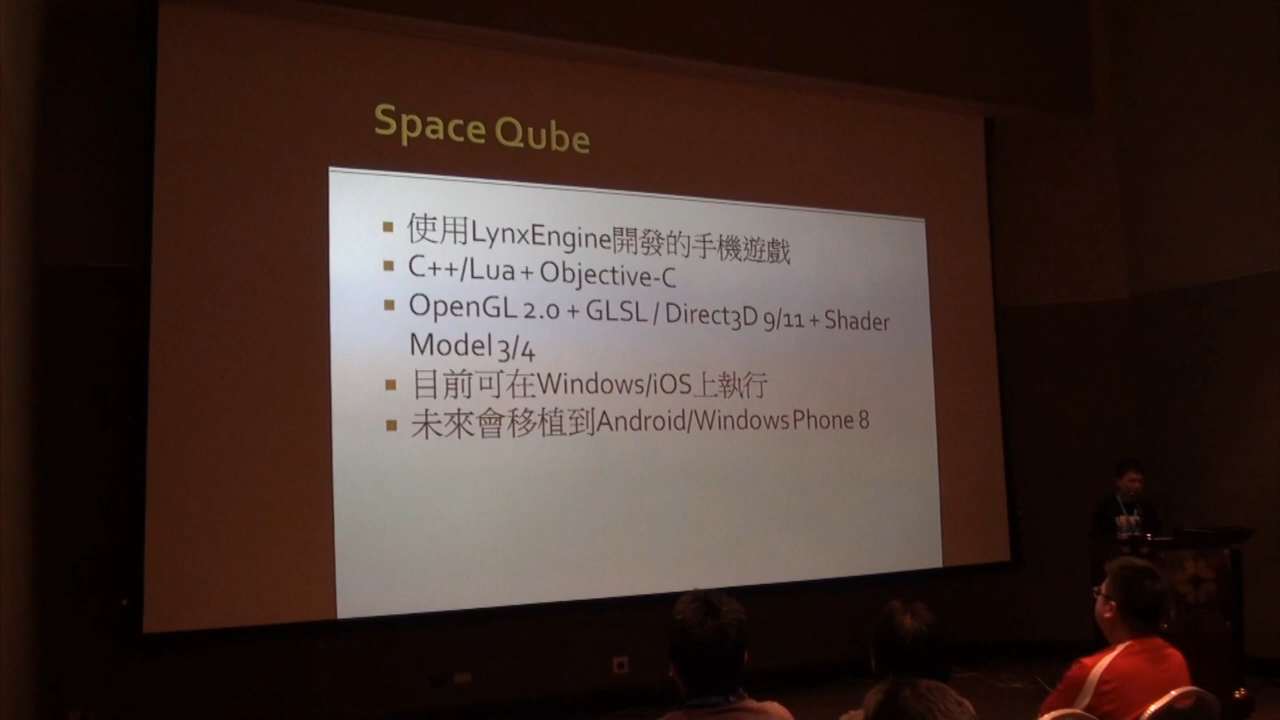 Space Qube
使用LynxEngine開發的手機遊戲
C++/Lua + Objective-C
OpenGL 2.0 + GLSL / Direct3D 9/11 + Shader
Model 3/4
目前可在Windows/iOS上執行
未來會移植到Android/Windows Phone 8